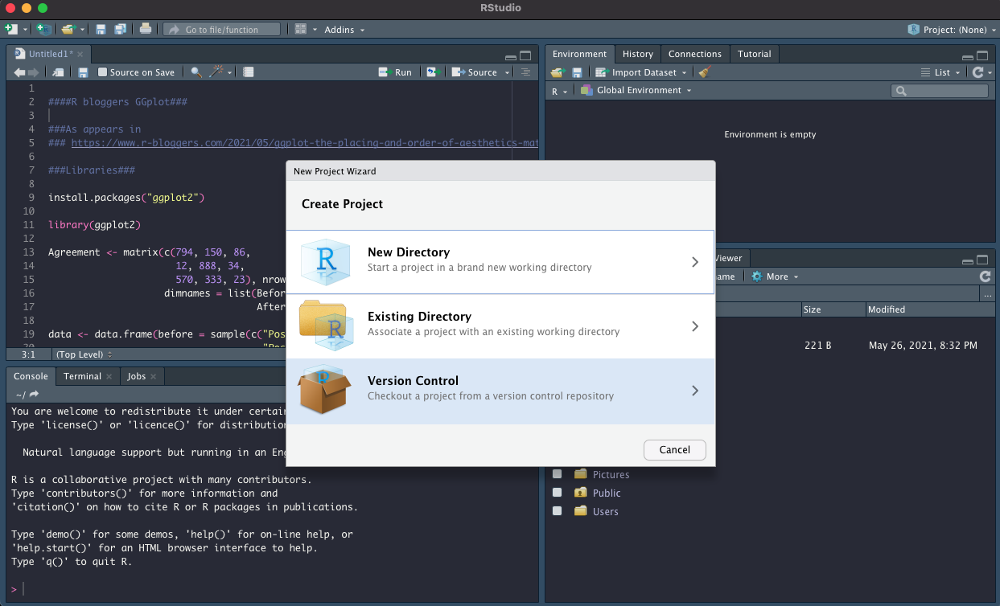 RStudio
Go to file/function
Addins
Project: (None)
Untitled1*
Source on Save
Run
Source
1
2 ####R bloggers GGplot###
3
4 ###As appears in
5 ### https://www.r-bloggers.com/2021/05/ggplot-the-placing-and-order-of-aesthetics-mat
6
7 ###Libraries###
8
9 install.packages("ggplot2")
10
11 library(ggplot2)
12
13 Agreement <- matrix(c(794, 150, 86,
14 12, 888, 34,
15 570, 333, 23), nrow
16 dimnames = list(Befor
17 After
18
19 data <- data.frame(before = sample(c("Pos
20 "Pos
3:1 (Top Level)
Console Terminal Jobs
~/
You are welcome to redistribute it under certain
Type 'license()' or 'licence()' for distribution
Natural language support but running in an Eng
R is a collaborative project with many contributors.
Type 'contributors()' for more information and
'citation()' on how to cite R or R packages in publications.
Type 'demo()' for some demos, 'help()' for on-line help, or
'help.start()' for an HTML browser interface to help.
Type 'q()' to quit R.
>
Environment History Connections Tutorial
Import Dataset
List
R Global Environment
Environment is empty
New Project Wizard
Create Project
R
New Directory
Start a project in a brand new working directory
R
Existing Directory
Associate a project with an existing working directory
R
Version Control
Checkout a project from a version control repository
Cancel
Viewer
ame More
...
Size Modified
221 B May 26, 2021, 8:32 PM
Pictures
Public
Users